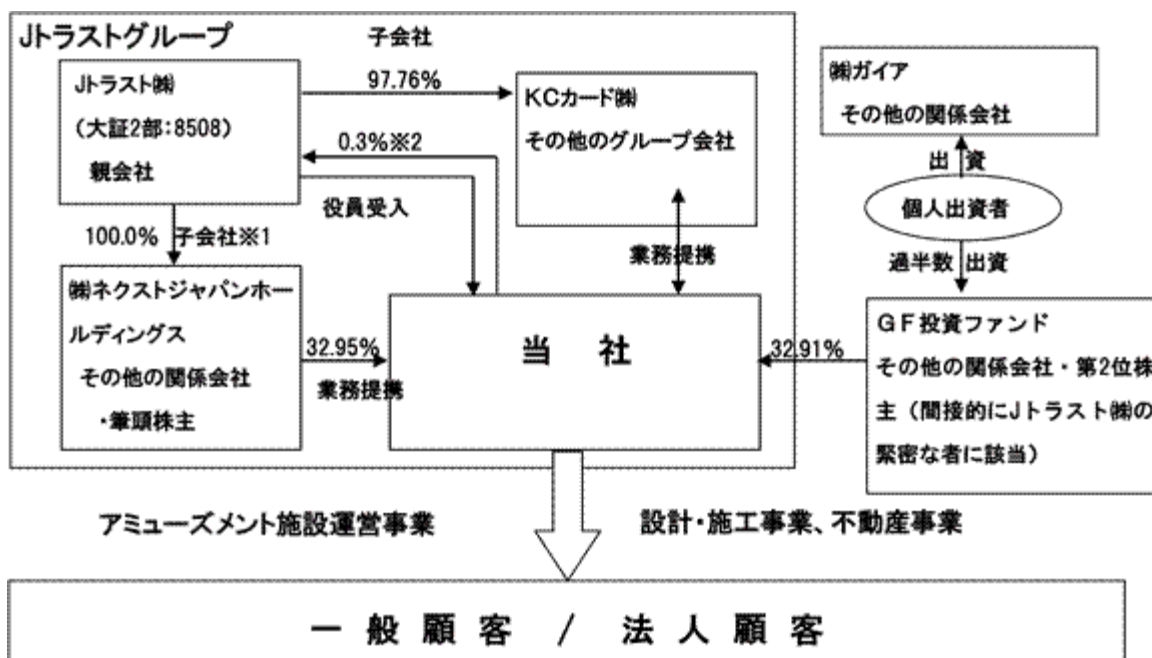 Jトラストグループ
子会社
Jトラスト㈱
(大証2部:8508)
親会社
97.76%
KCカード㈱
その他のグループ会社
0.3%※2
役員受入
100.0% 子会社※1
業務提携
㈱ネクストジャパンホー
ルディングス
その他の関係会社
・筆頭株主
32.95%
業務提携
当 社
32.91%
㈱ガイア
その他の関係会社
出 資
個人出資者
過半数 出資
GF投資ファンド
その他の関係会社・第2位株
主(間接的にJトラスト㈱の
緊密な者に該当)
アミューズメント施設運営事業
設計・施工事業、不動産事業
一 般 顧 客 / 法 人 顧 客